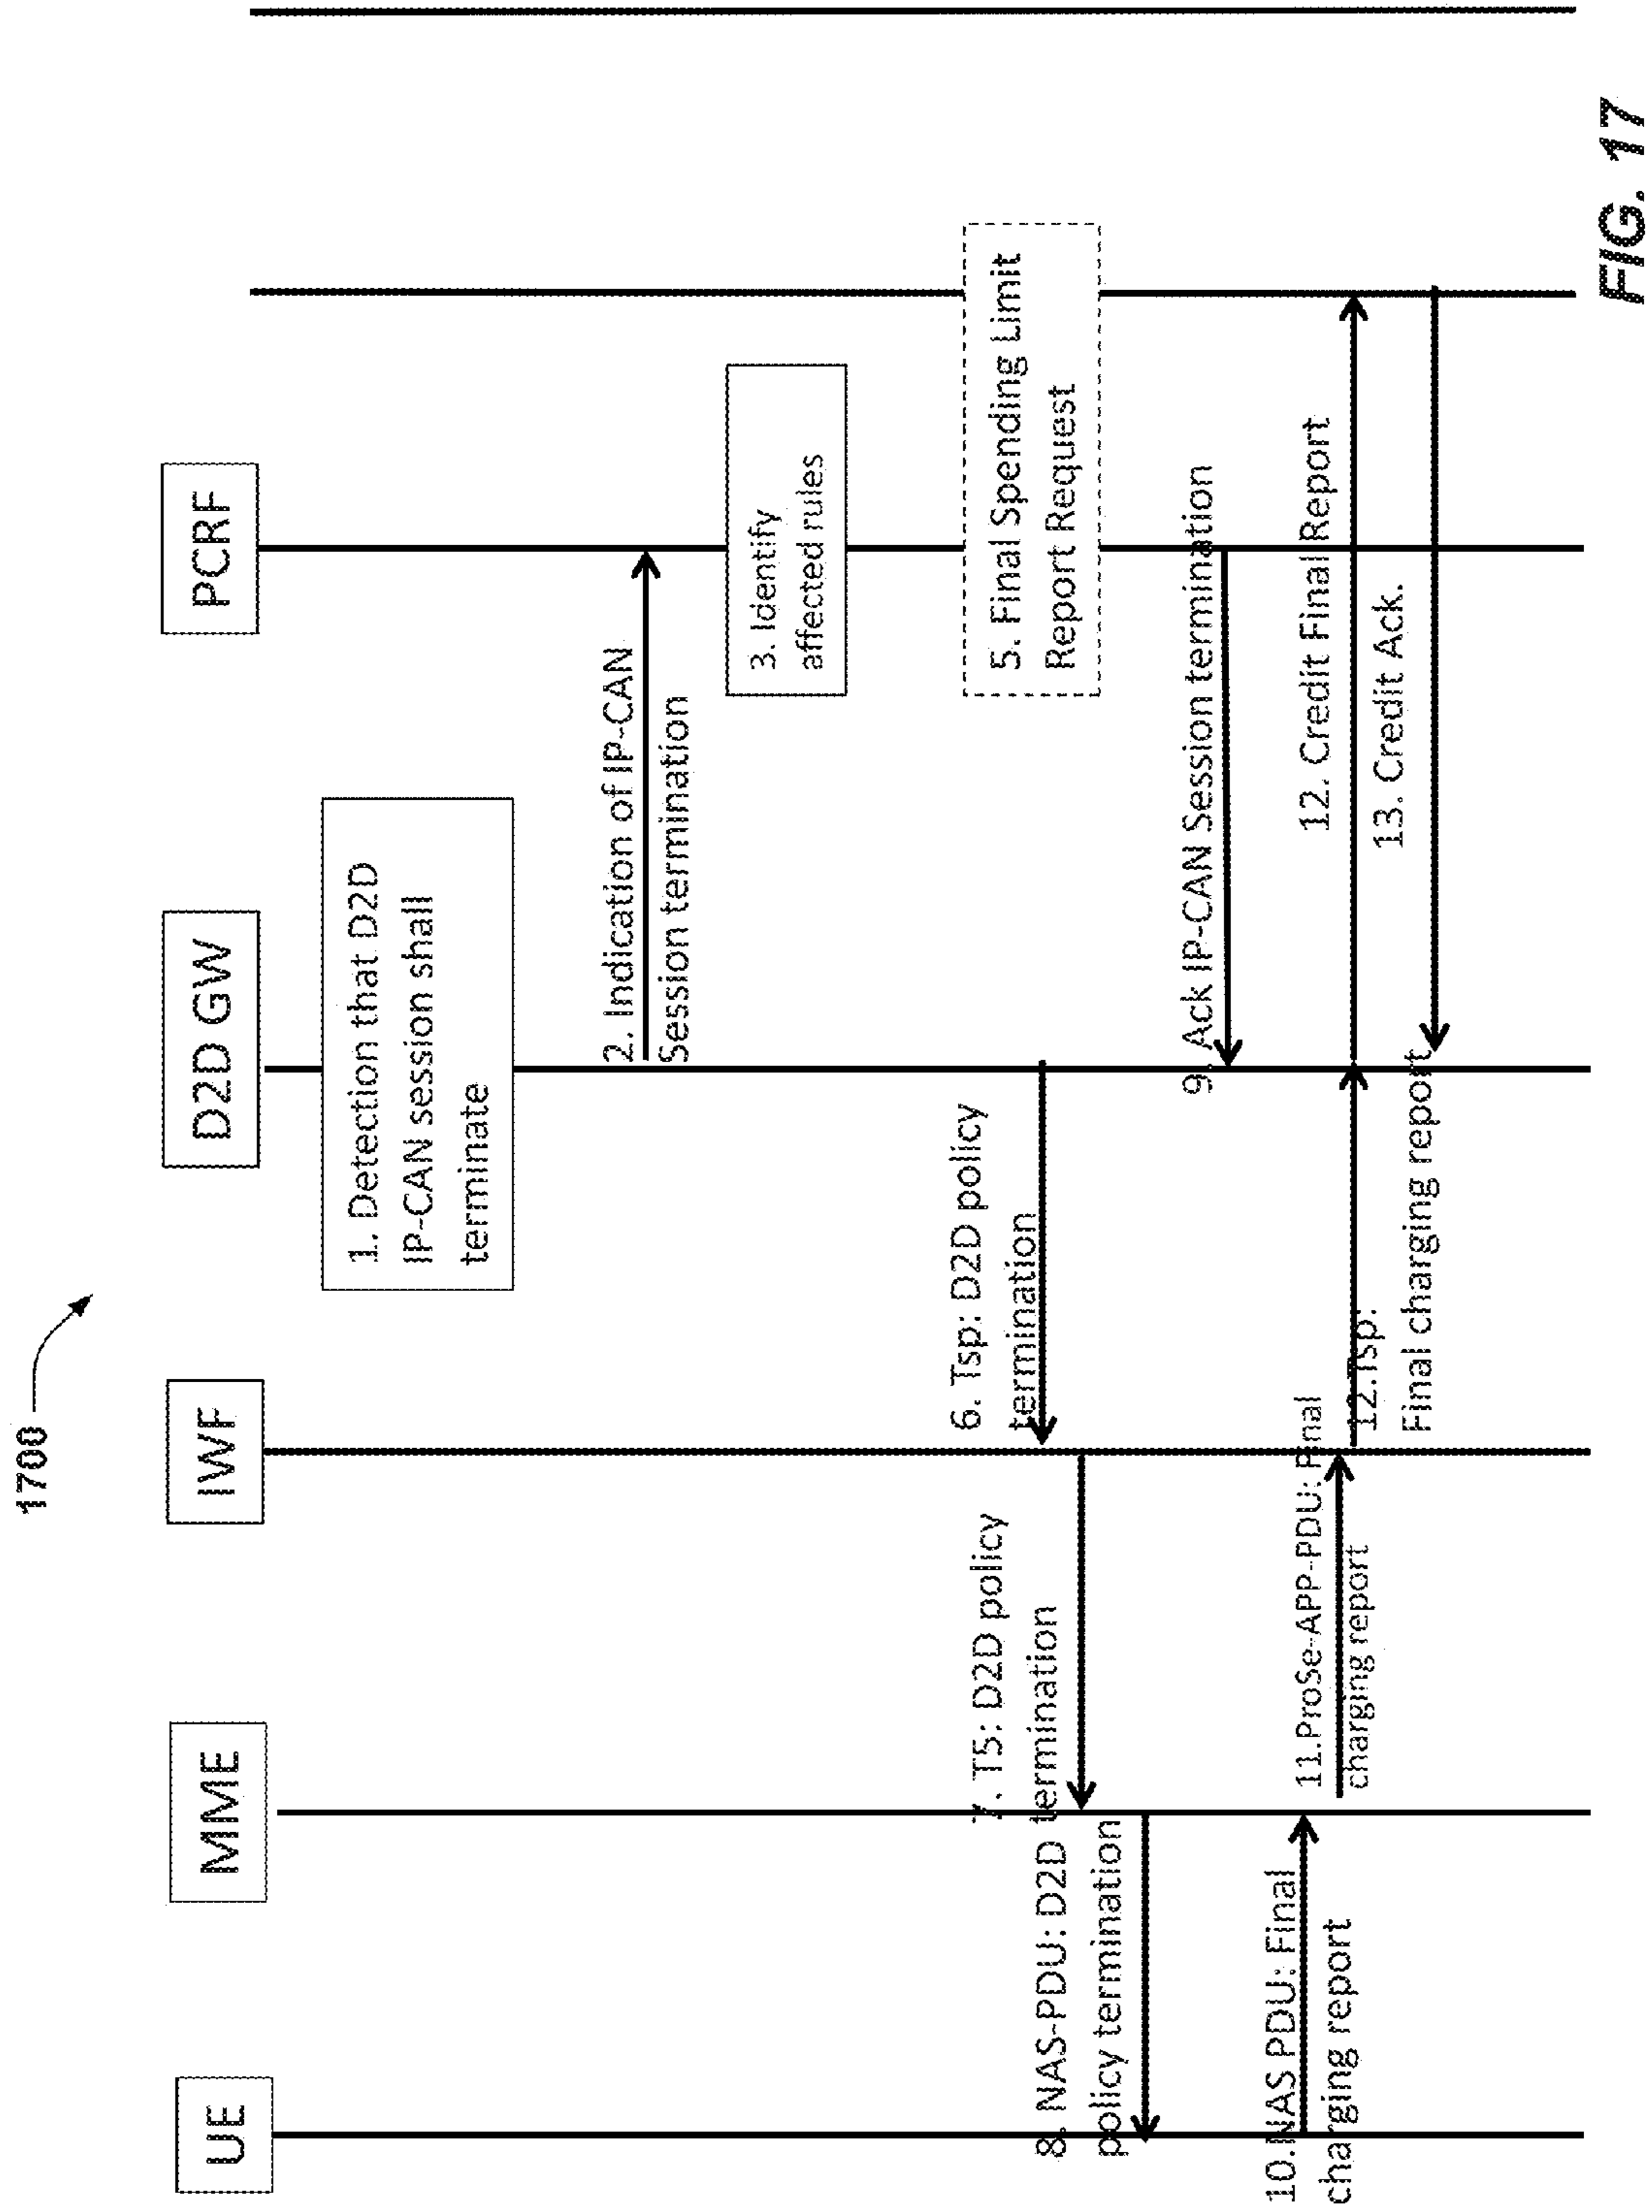 1700
UE
MME
IWF
D2D GW
PCRF
1. Detection that D2D
IP-CAN session shall
terminate
2. Indication of IP-CAN
Session termination
3. Identify
affected rules
5. Final Spending Limit
Report Request
6. Tsp: D2D policy
termination
7. T5: D2D policy
termination
8. NAS-PDU: D2D
policy termination
9. Ack IP-CAN Session termination
10.NAS PDU: Final
charging report
11.ProSe-APP-PDU: Final
charging report
12.Tsp:
Final charging report
12. Credit Final Report
13. Credit Ack.
FIG. 17